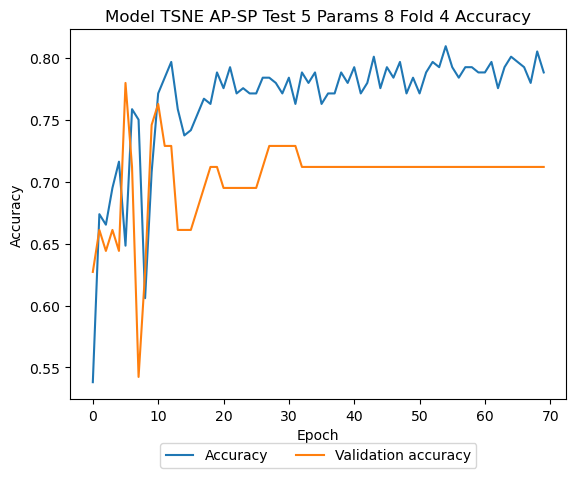 Model TSNE AP-SP Test 5 Params 8 Fold 4 Accuracy
0.80
0.75
0.70
0.65
0.60
0.55
Accuracy
0 10 20 30 40 50 60 70
Epoch
Accuracy Validation accuracy